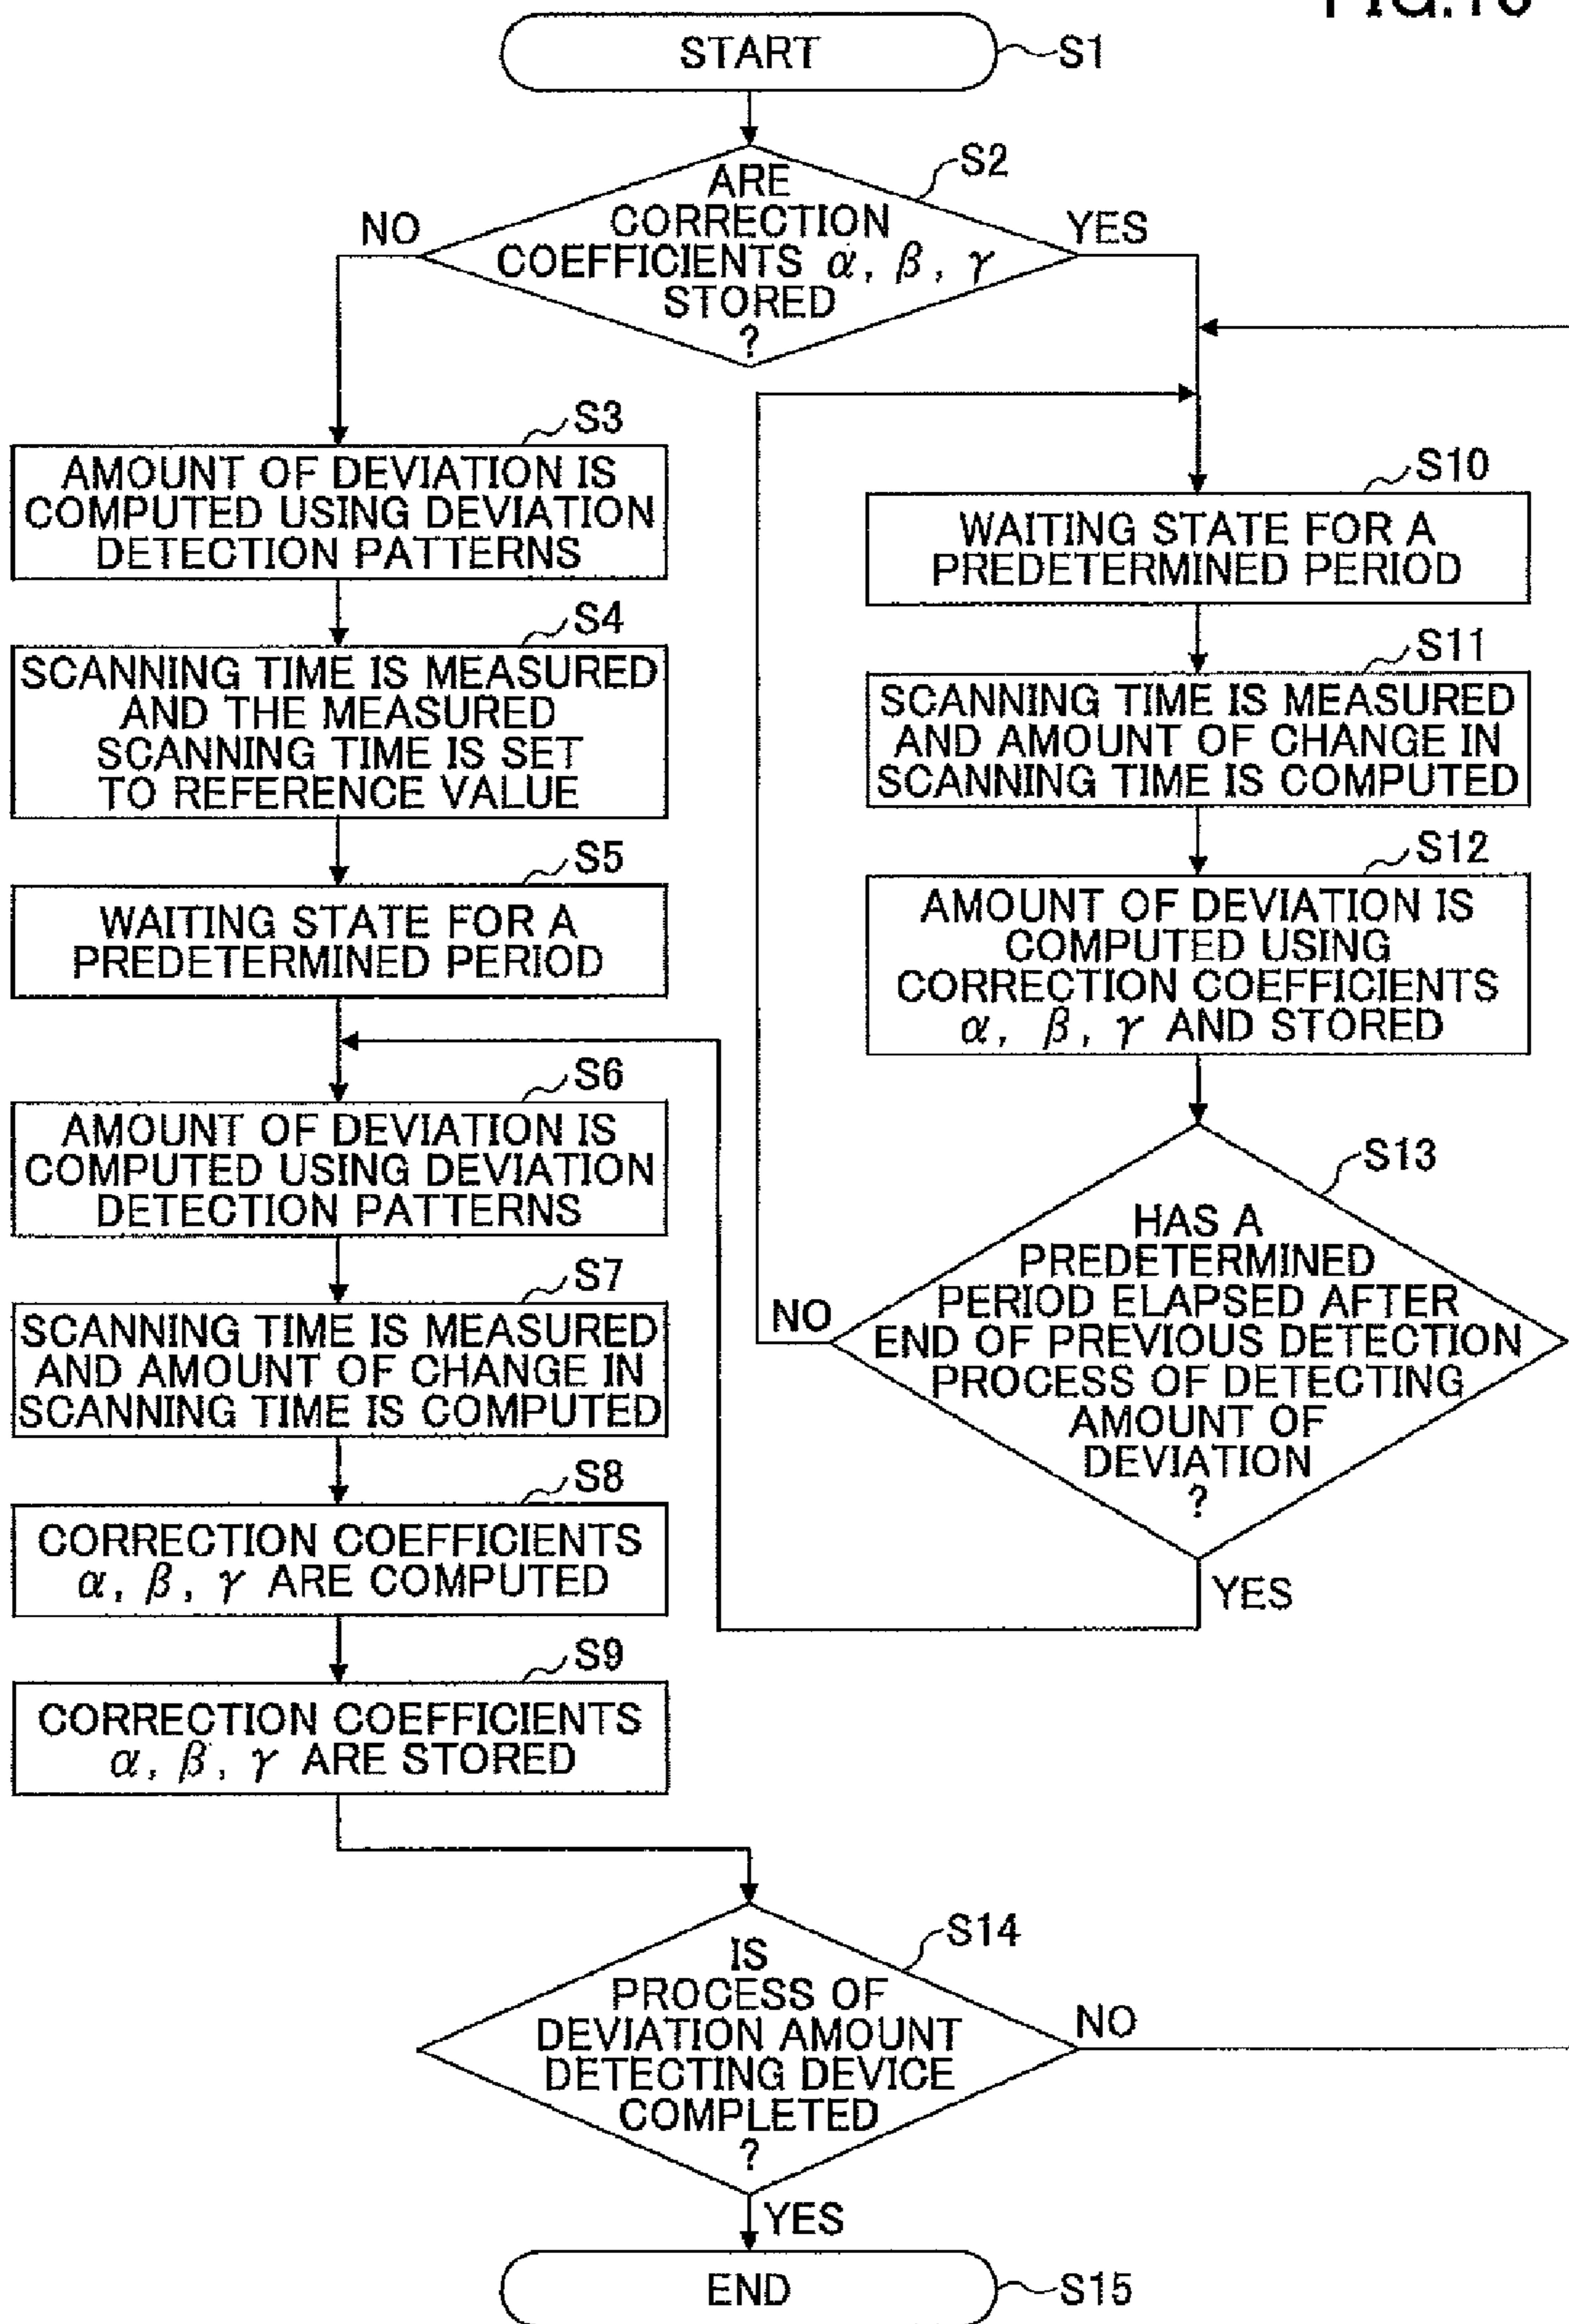 START
S1
S2
ARE
CORRECTION
COEFFICIENTS α, β, γ
STORED
?
NO
YES
S3
AMOUNT OF DEVIATION IS
COMPUTED USING DEVIATION
DETECTION PATTERNS
S4
SCANNING TIME IS MEASURED
AND THE MEASURED
SCANNING TIME IS SET
TO REFERENCE VALUE
S5
WAITING STATE FOR A
PREDETERMINED PERIOD
S6
AMOUNT OF DEVIATION IS
COMPUTED USING DEVIATION
DETECTION PATTERNS
S7
SCANNING TIME IS MEASURED
AND AMOUNT OF CHANGE IN
SCANNING TIME IS COMPUTED
S8
CORRECTION COEFFICIENTS
α, β, γ ARE COMPUTED
S9
CORRECTION COEFFICIENTS
α, β, γ ARE STORED
S10
WAITING STATE FOR A
PREDETERMINED PERIOD
S11
SCANNING TIME IS MEASURED
AND AMOUNT OF CHANGE IN
SCANNING TIME IS COMPUTED
S12
AMOUNT OF DEVIATION IS
COMPUTED USING
CORRECTION COEFFICIENTS
α, β, γ AND STORED
S13
HAS A
PREDETERMINED
PERIOD ELAPSED AFTER
END OF PREVIOUS DETECTION
PROCESS OF DETECTING
AMOUNT OF
DEVIATION
?
NO
YES
S14
IS
PROCESS OF
DEVIATION AMOUNT
DETECTING DEVICE
COMPLETED
?
NO
YES
END
S15